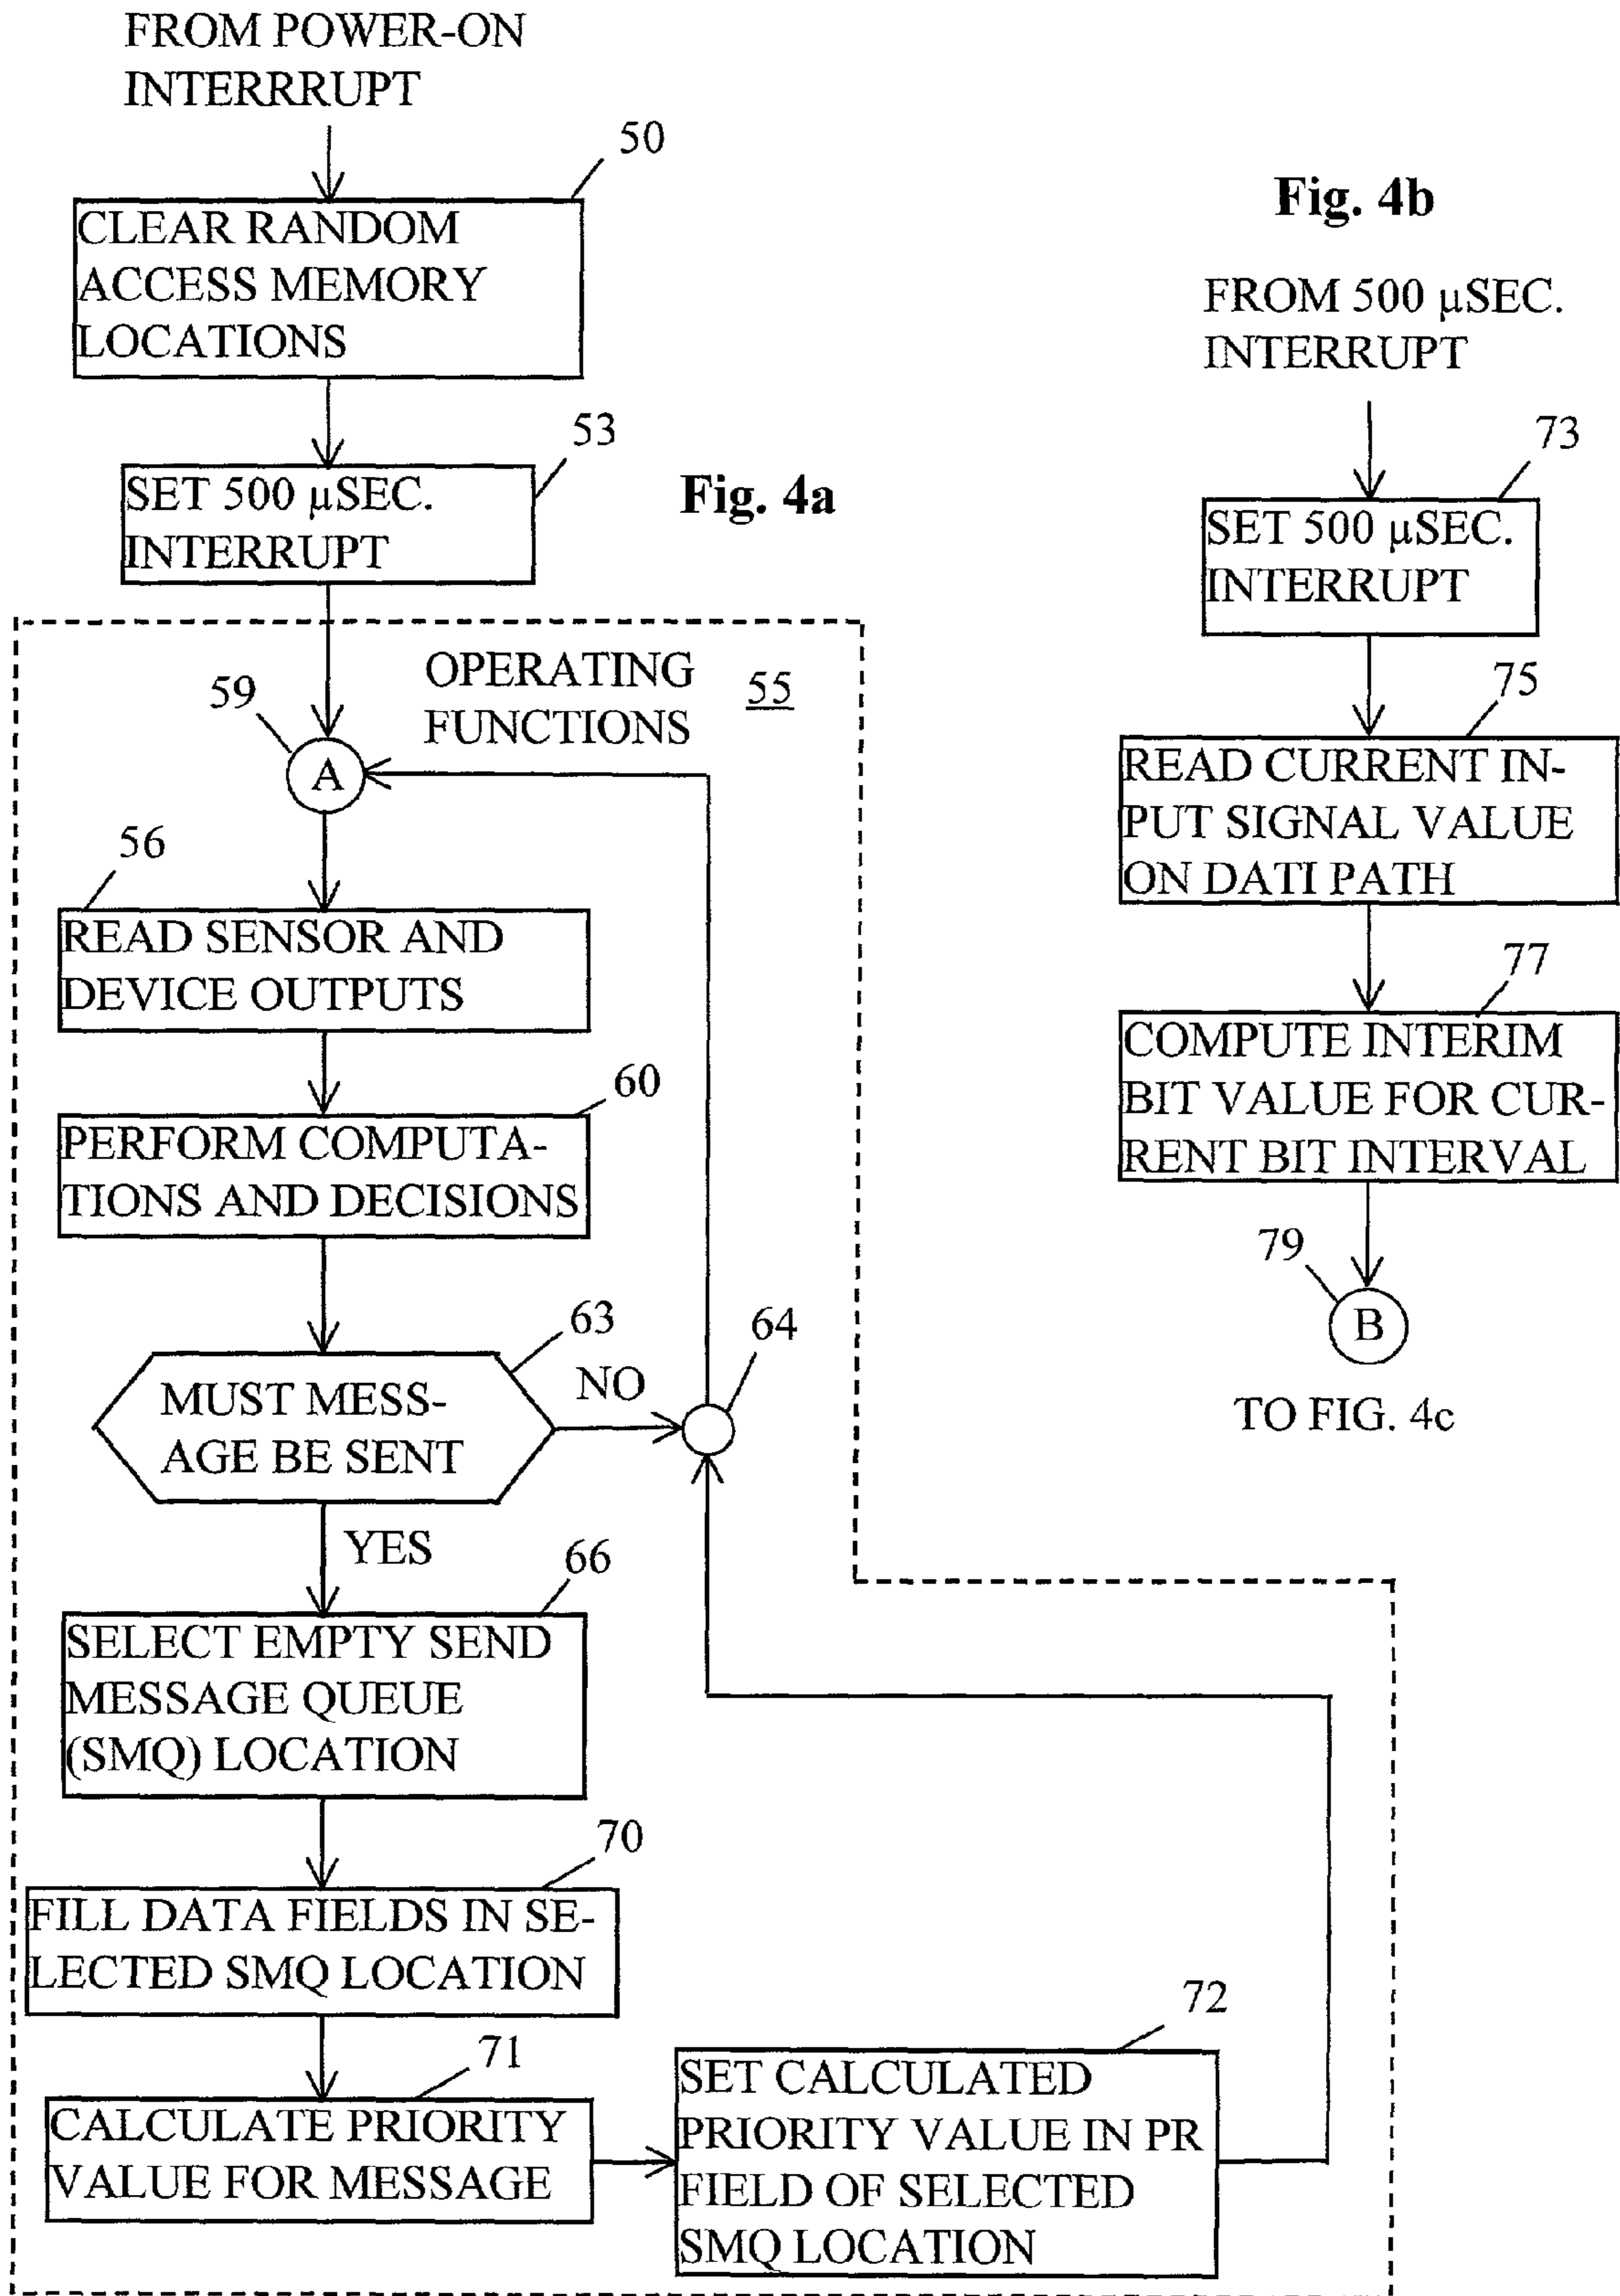 FROM POWER-ON
INTERRRUPT
50
CLEAR RANDOM
ACCESS MEMORY
LOCATIONS
53
SET 500 µSEC.
INTERRUPT
Fig. 4a
OPERATING
FUNCTIONS
55
59
A
56
READ SENSOR AND
DEVICE OUTPUTS
60
PERFORM COMPUTA-
TIONS AND DECISIONS
63
MUST MESS-
AGE BE SENT
NO
64
YES
66
SELECT EMPTY SEND
MESSAGE QUEUE
(SMQ) LOCATION
70
FILL DATA FIELDS IN SE-
LECTED SMQ LOCATION
71
CALCULATE PRIORITY
VALUE FOR MESSAGE
72
SET CALCULATED
PRIORITY VALUE IN PR
FIELD OF SELECTED
SMQ LOCATION
Fig. 4b
FROM 500 µSEC.
INTERRUPT
73
SET 500 µSEC.
INTERRUPT
75
READ CURRENT IN-
PUT SIGNAL VALUE
ON DATI PATH
77
COMPUTE INTERIM
BIT VALUE FOR CUR-
RENT BIT INTERVAL
79
B
TO FIG. 4c